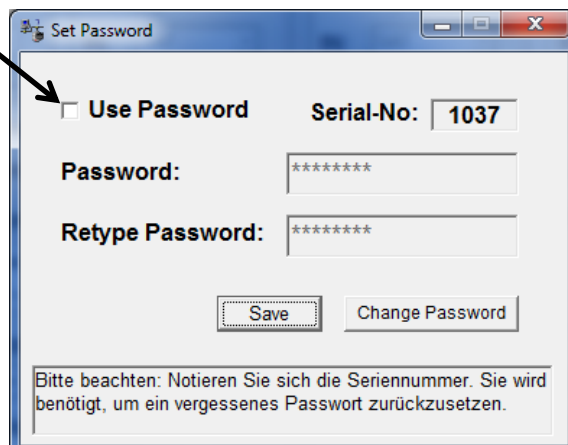 Set Password
Use Password Serial-No: 1037
Password: ********
Retype Password: ********
Save Change Password
Bitte beachten: Notieren Sie sich die Seriennummer. Sie wird
benötigt, um ein vergessenes Passwort zurückzusetzen.